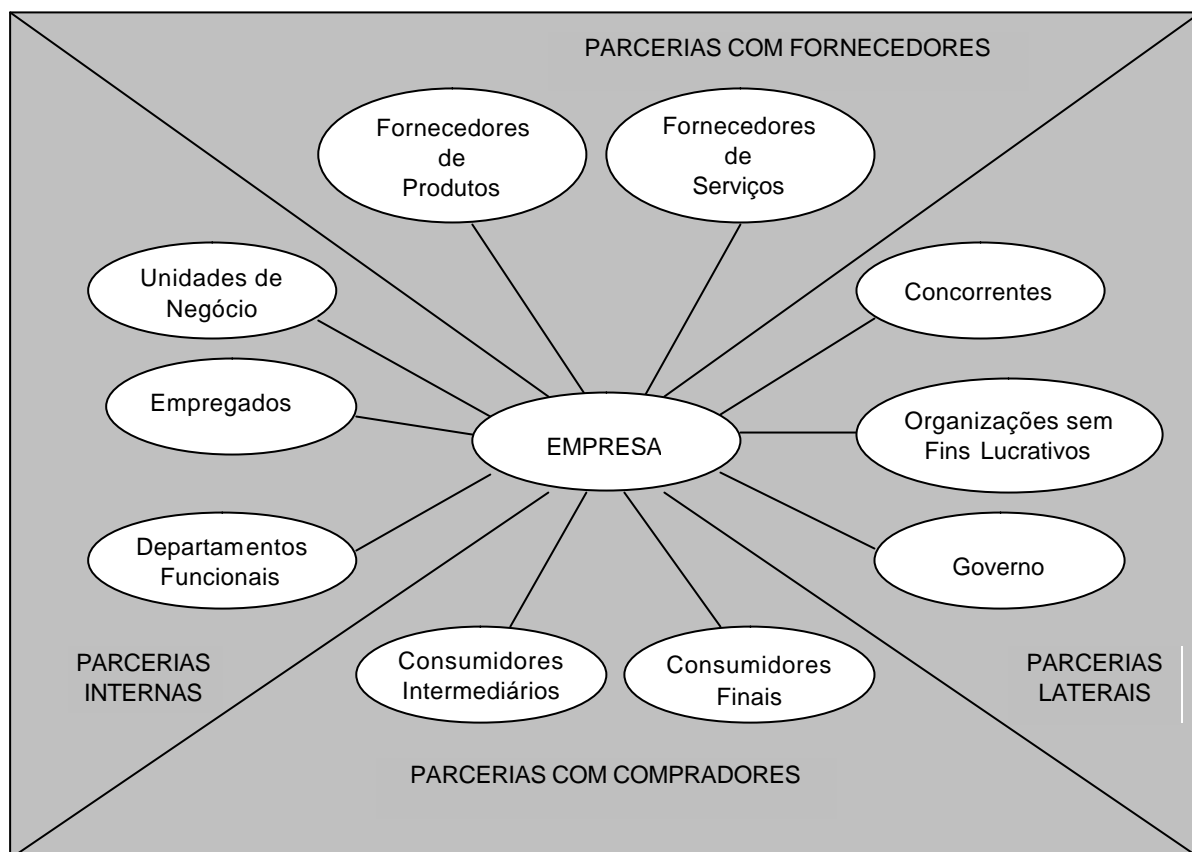 PARCERIAS COM FORNECEDORES
Fornecedores
de
Produtos
Fornecedores
de
Serviços
Unidades de
Negócio
Concorrentes
Empregados
EMPRESA
Organizações sem
Fins Lucrativos
Departamentos
Funcionais
Governo
PARCERIAS
INTERNAS
Consumidores
Intermediários
Consumidores
Finais
PARCERIAS
LATERAIS
PARCERIAS COM COMPRADORES